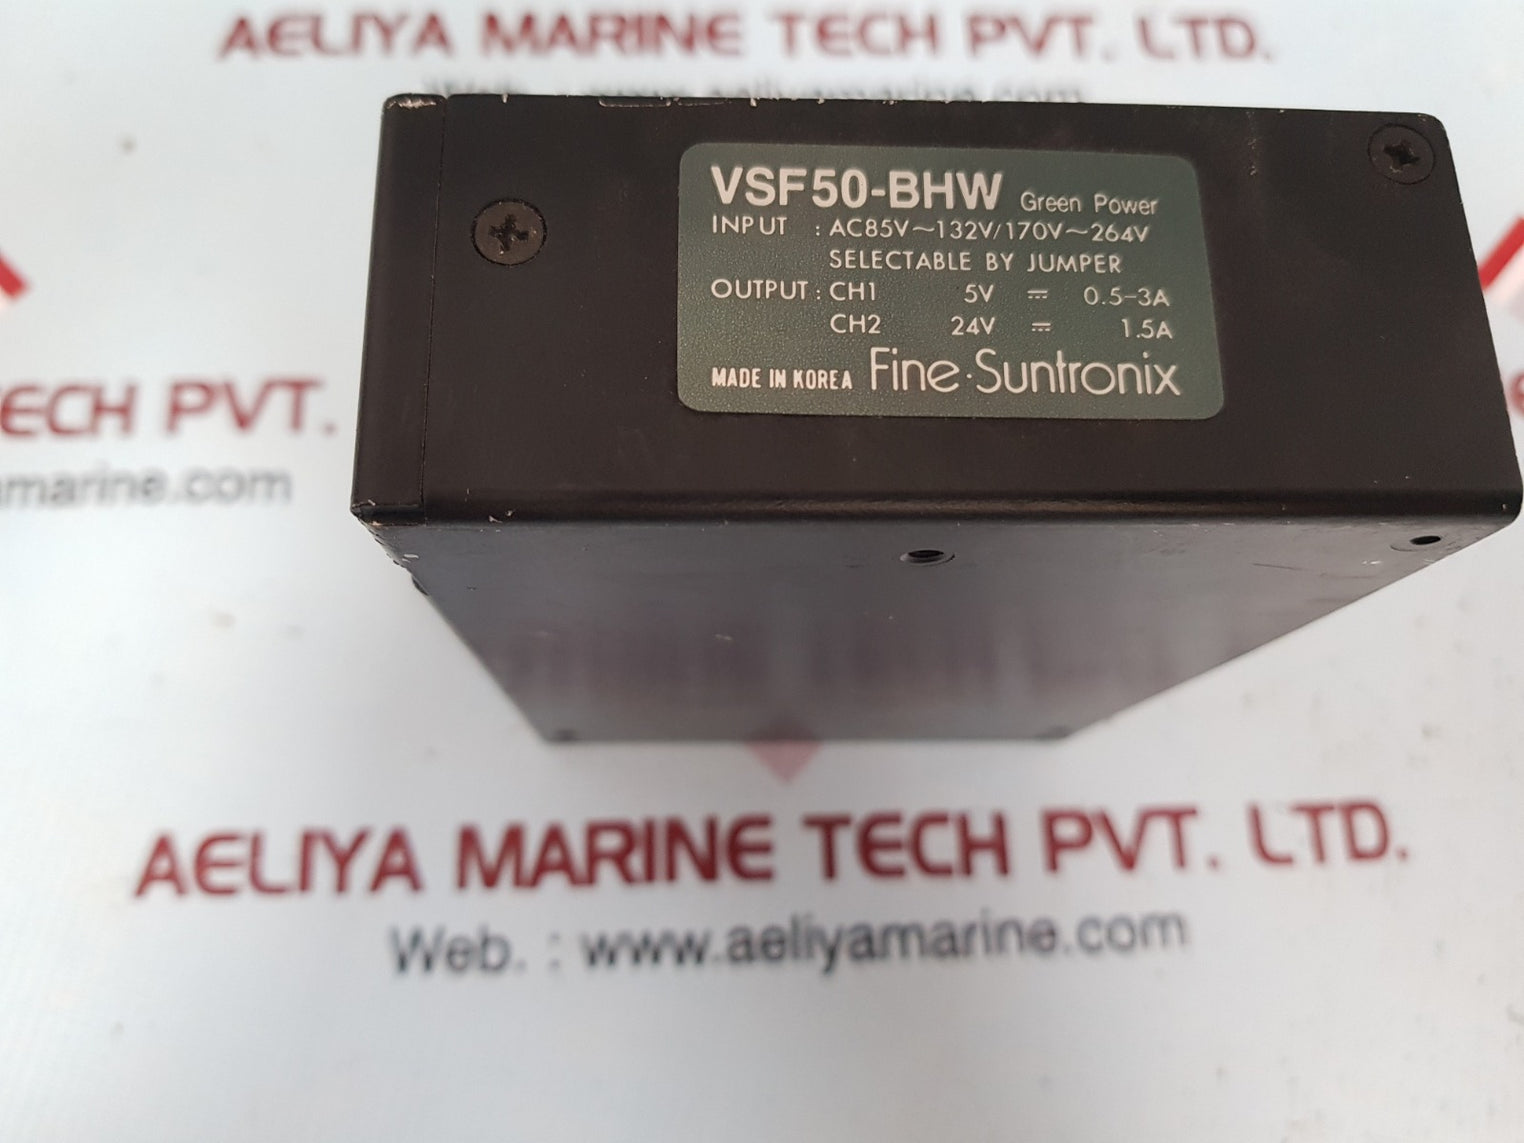 AELIYA MARINE TECH PVT. LTD.
VSF50-BHW Green Power
INPUT : AC85V~132V/170V~264V
SELECTABLE BY JUMPER
OUTPUT : CH1 5V ⎓ 0.5-3A
CH2 24V ⎓ 1.5A
MADE IN KOREA Fine·Suntronix
TECH PVT.
marine.com
AELIYA MARINE TECH PVT. LTD.
Web. : www.aeliyamarine.com